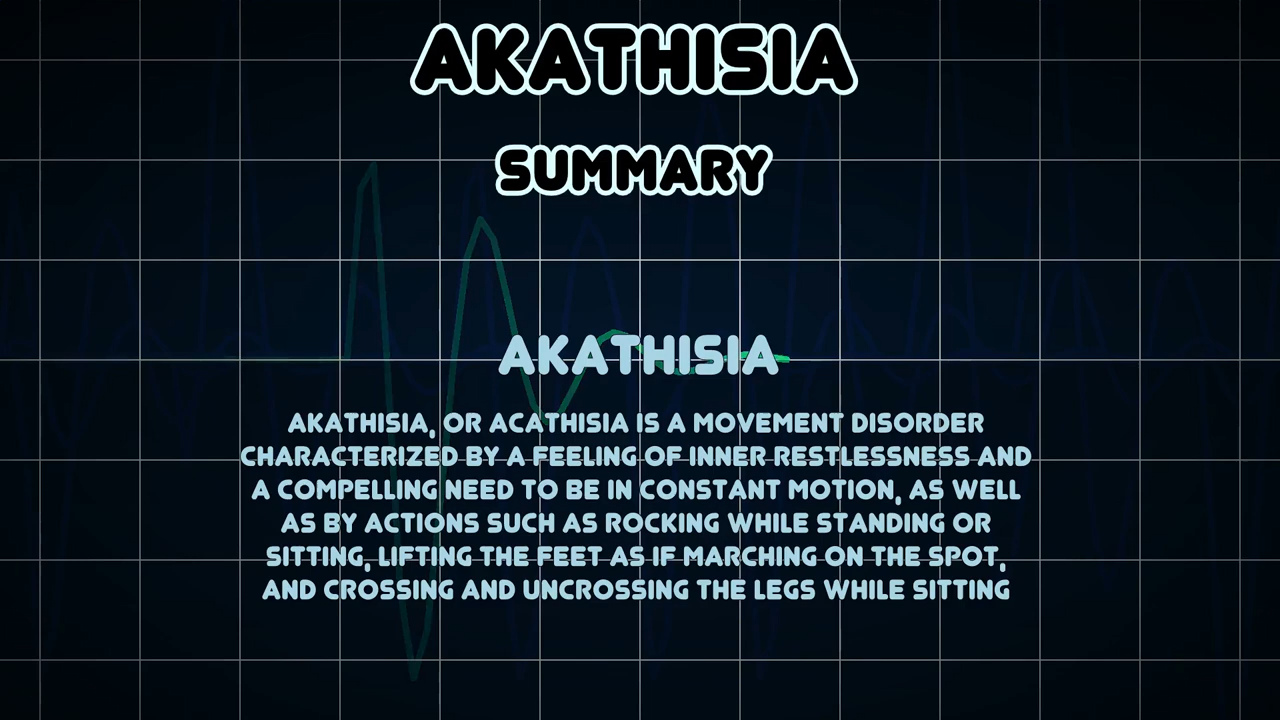 AKATHISIA
SUMMARY
AKATHISIA
AKATHISIA, OR ACATHISIA IS A MOVEMENT DISORDER
CHARACTERIZED BY A FEELING OF INNER RESTLESSNESS AND
A COMPELLING NEED TO BE IN CONSTANT MOTION, AS WELL
AS BY ACTIONS SUCH AS ROCKING WHILE STANDING OR
SITTING, LIFTING THE FEET AS IF MARCHING ON THE SPOT,
AND CROSSING AND UNCROSSING THE LEGS WHILE SITTING